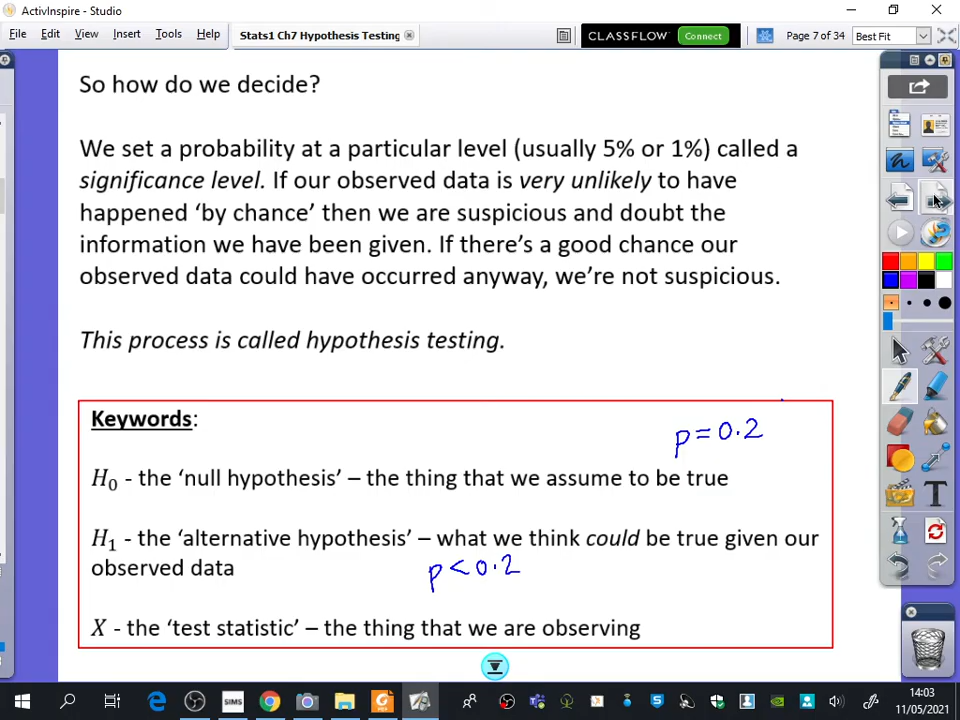 ActivInspire - Studio
File Edit View Insert Tools Help Stats1 Ch7 Hypothesis Testing CLASSFLOW Connect Page 7 of 34 Best Fit
So how do we decide?
We set a probability at a particular level (usually 5% or 1%) called a
significance level. If our observed data is very unlikely to have
happened ‘by chance’ then we are suspicious and doubt the
information we have been given. If there’s a good chance our
observed data could have occurred anyway, we’re not suspicious.
This process is called hypothesis testing.
Keywords:
p=0.2
H₀ - the ‘null hypothesis’ – the thing that we assume to be true
H₁ - the ‘alternative hypothesis’ – what we think could be true given our
observed data
p<0.2
X - the ‘test statistic’ – the thing that we are observing
SIMS
14:03
11/05/2021